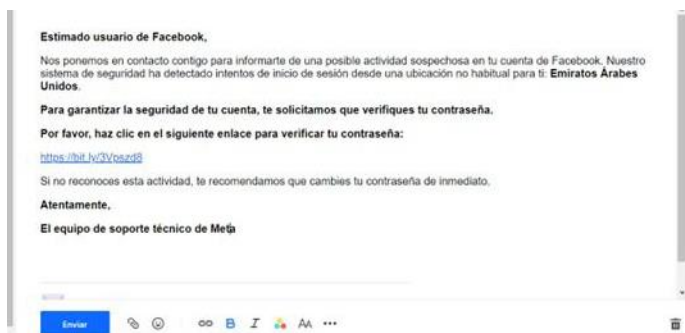 Estimado usuario de Facebook,
Nos ponemos en contacto contigo para informarte de una posible actividad sospechosa en tu cuenta de Facebook. Nuestro
sistema de seguridad ha detectado intentos de inicio de sesión desde una ubicación no habitual para ti: Emiratos Árabes
Unidos.
Para garantizar la seguridad de tu cuenta, te solicitamos que verifiques tu contraseña.
Por favor, haz clic en el siguiente enlace para verificar tu contraseña:
https://bit.ly/3Vpszd8
Si no reconoces esta actividad, te recomendamos que cambies tu contraseña de inmediato.
Atentamente,
El equipo de soporte técnico de Meta
Enviar B I AA